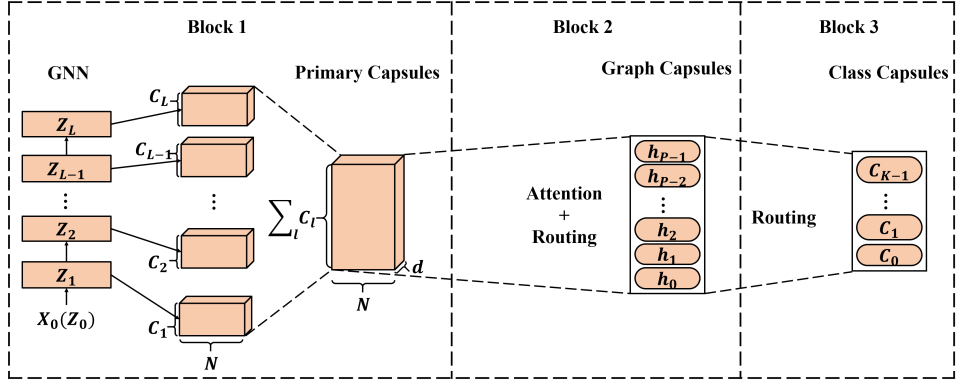 Block 1
Block 2
Block 3
GNN
Primary Capsules
Graph Capsules
Class Capsules
Z_L
Z_{L-1}
⋮
Z_2
Z_1
X_0(Z_0)
C_L
C_{L-1}
⋮
C_2
C_1
N
∑_l C_l
N
d
Attention
+
Routing
h_{P-1}
h_{P-2}
⋮
h_2
h_1
h_0
Routing
C_{K-1}
⋮
C_1
C_0